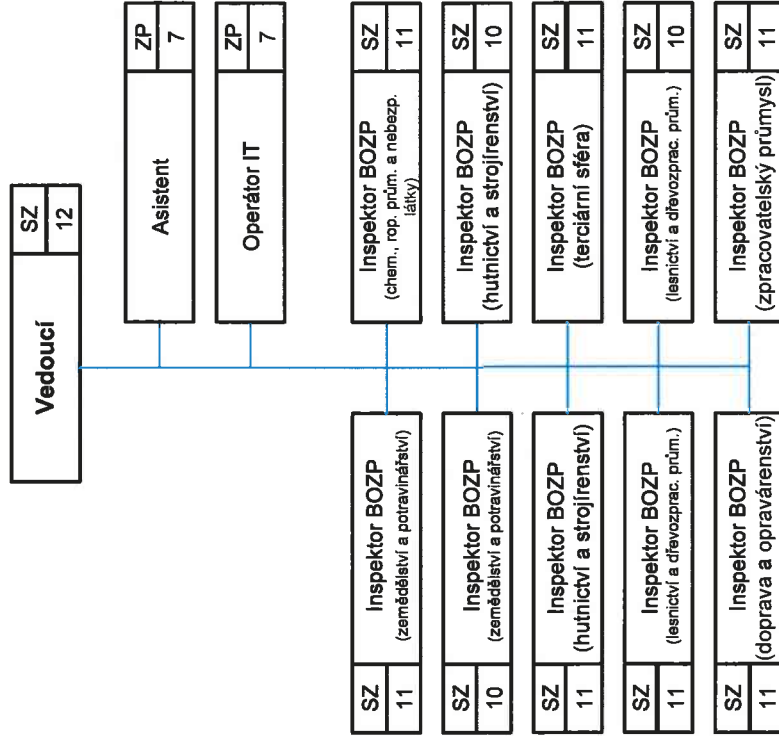 Vedoucí
SZ
12
Asistent
ZP
7
Operátor IT
ZP
7
SZ
11
Inspektor BOZP
(zemědělství a potravinářství)
Inspektor BOZP
(chem., rop. prům. a nebezp.
látky)
SZ
11
SZ
10
Inspektor BOZP
(zemědělství a potravinářství)
Inspektor BOZP
(hutnictví a strojírenství)
SZ
10
SZ
11
Inspektor BOZP
(hutnictví a strojírenství)
Inspektor BOZP
(terciární sféra)
SZ
11
SZ
11
Inspektor BOZP
(lesnictví a dřevozprac. prům.)
Inspektor BOZP
(lesnictví a dřevozprac. prům.)
SZ
10
SZ
11
Inspektor BOZP
(doprava a opravárenství)
Inspektor BOZP
(zpracovatelský průmysl)
SZ
11